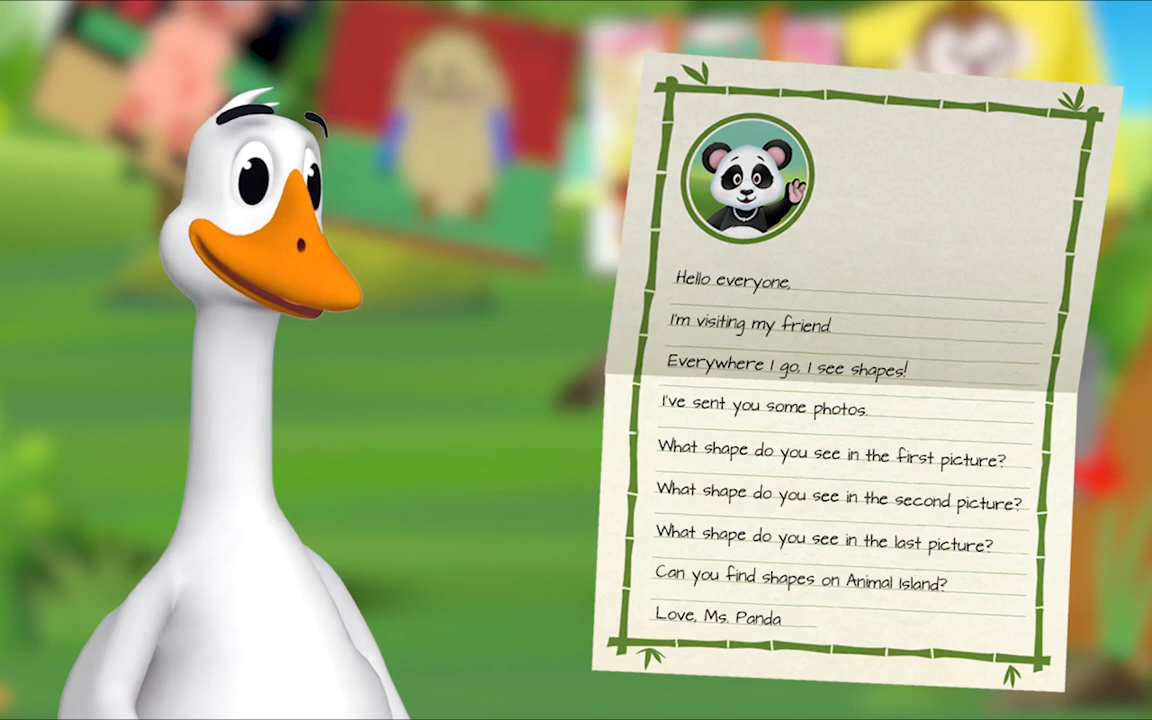 Hello everyone,
I'm visiting my friend.
Everywhere I go, I see shapes!
I've sent you some photos.
What shape do you see in the first picture?
What shape do you see in the second picture?
What shape do you see in the last picture?
Can you find shapes on Animal Island?
Love, Ms. Panda